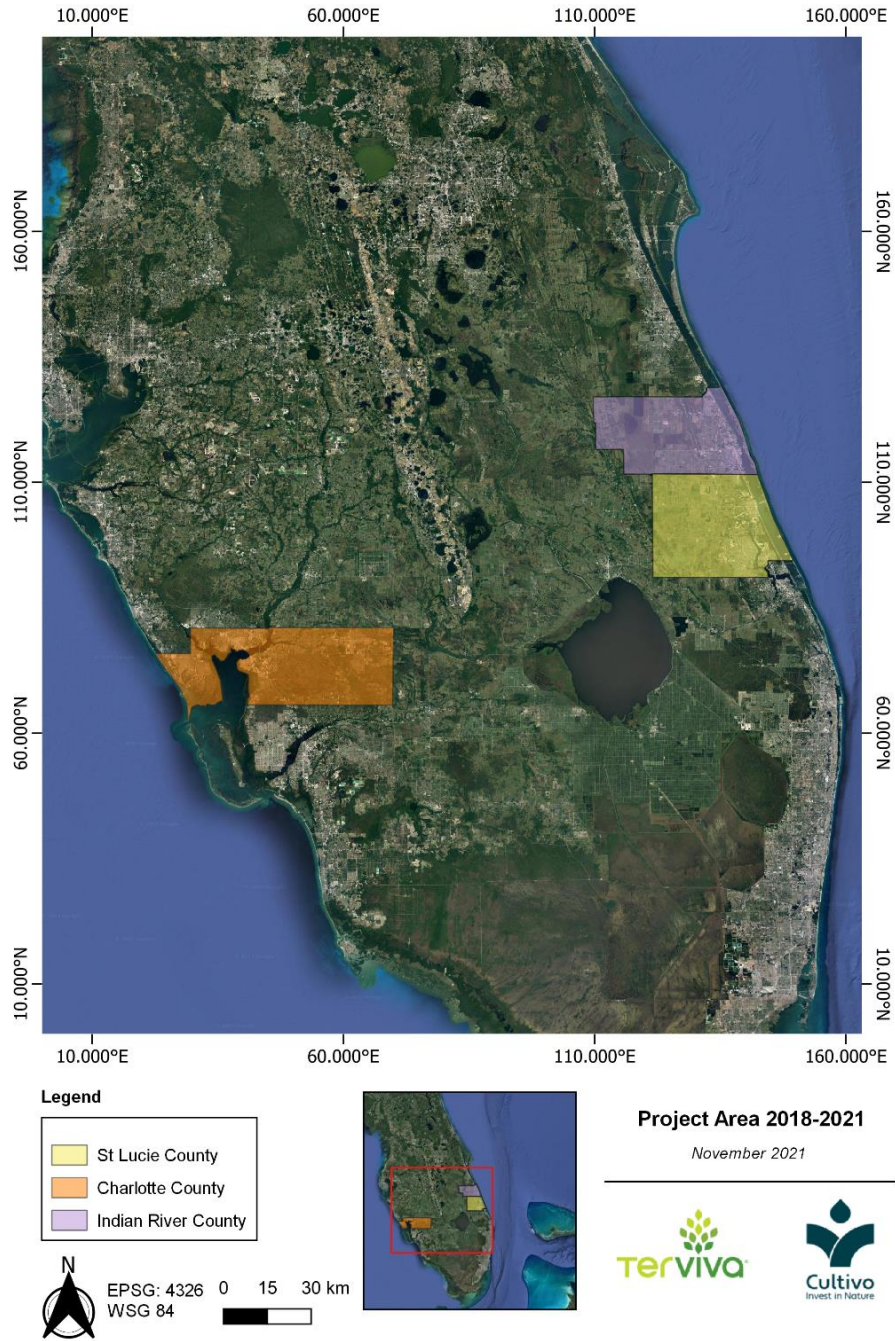 10.000°E 60.000°E 110.000°E 160.000°E
160.000°N 160.000°N
110.000°N 110.000°N
60.000°N 60.000°N
10.000°N 10.000°N
10.000°E 60.000°E 110.000°E 160.000°E
Legend
St Lucie County
Charlotte County
Indian River County
N
EPSG: 4326
WSG 84
0 15 30 km
Project Area 2018-2021
November 2021
Terviva
Cultivo
Invest in Nature